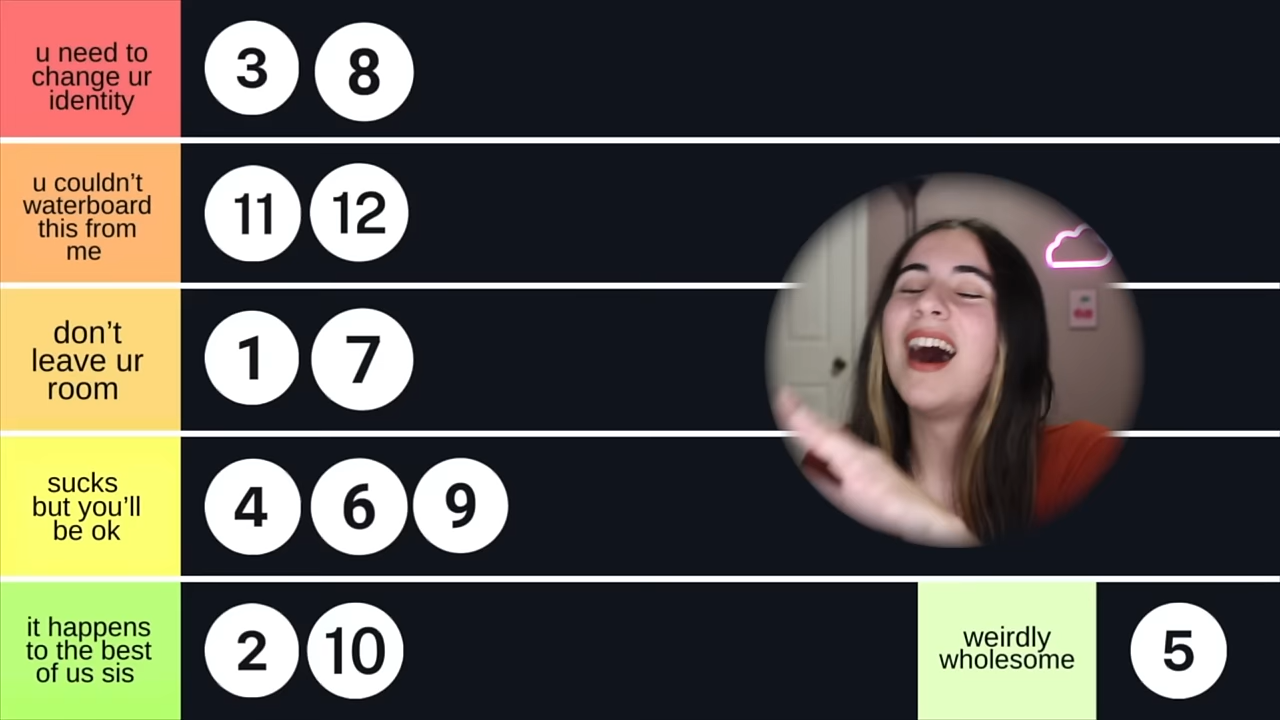 u need to
change ur
identity
3 8
u couldn't
waterboard
this from
me
11 12
don't
leave ur
room
1 7
sucks
but you'll
be ok
4 6 9
it happens
to the best
of us sis
2 10
weirdly
wholesome
5